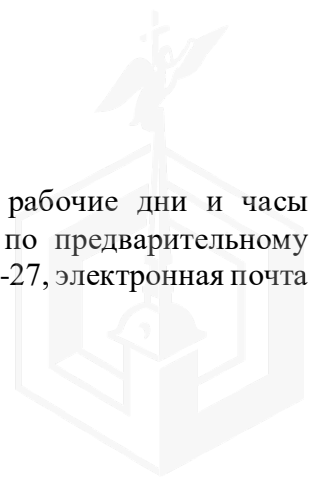 рабочие дни и часы
по предварительному
-27, электронная почта